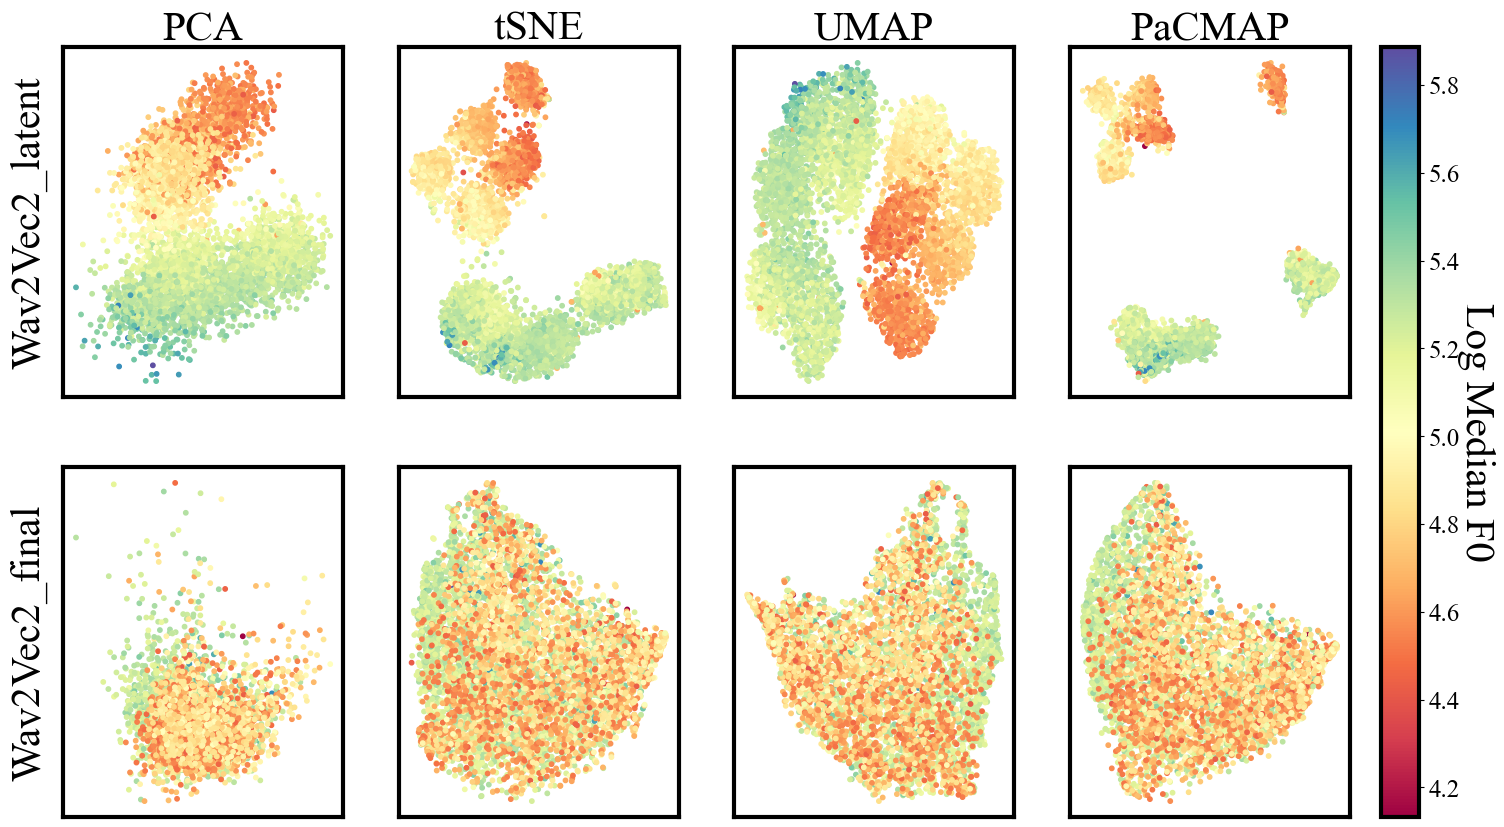 PCA
tSNE
UMAP
PaCMAP
Wav2Vec2_latent
Wav2Vec2_final
5.8
5.6
5.4
5.2
5.0
4.8
4.6
4.4
4.2
Log Median F0